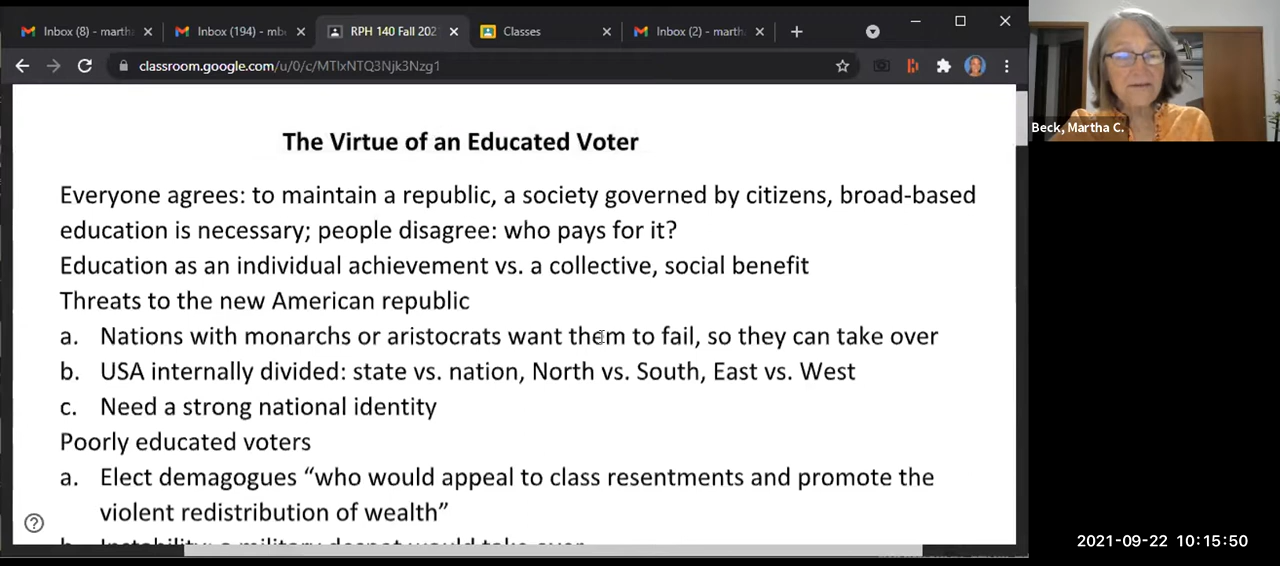 Inbox (8) - marth
Inbox (194) - mb
RPH 140 Fall 202
Classes
Inbox (2) - marth
classroom.google.com/u/0/c/MTIxNTQ3Njk3Nzg1
Beck, Martha C.
The Virtue of an Educated Voter
Everyone agrees: to maintain a republic, a society governed by citizens, broad-based
education is necessary; people disagree: who pays for it?
Education as an individual achievement vs. a collective, social benefit
Threats to the new American republic
a. Nations with monarchs or aristocrats want them to fail, so they can take over
b. USA internally divided: state vs. nation, North vs. South, East vs. West
c. Need a strong national identity
Poorly educated voters
a. Elect demagogues “who would appeal to class resentments and promote the
violent redistribution of wealth”
b. Instability: a military despot would take over
2021-09-22 10:15:50